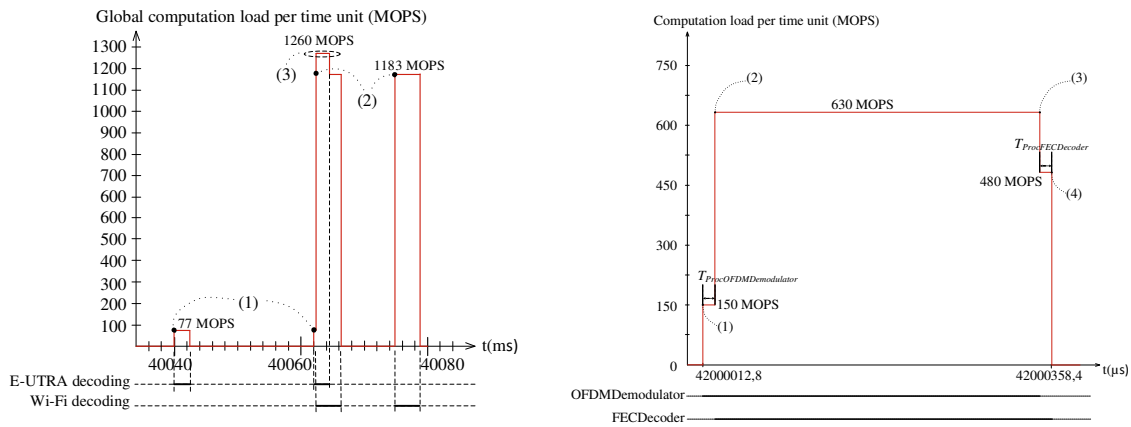 Global computation load per time unit (MOPS)
1300
1200
1100
1000
900
800
700
600
500
400
300
200
100
1260 MOPS
(3)
1183 MOPS
(2)
(1)
77 MOPS
t(ms)
40040
40060
40080
E-UTRA decoding
Wi-Fi decoding
Computation load per time unit (MOPS)
750
600
450
300
150
0
(2)
630 MOPS
(3)
TProcFECDecoder
480 MOPS
(4)
TProcOFDMDemodulator
150 MOPS
(1)
t(µs)
42000012,8
42000358,4
OFDMDemodulator
FECDecoder